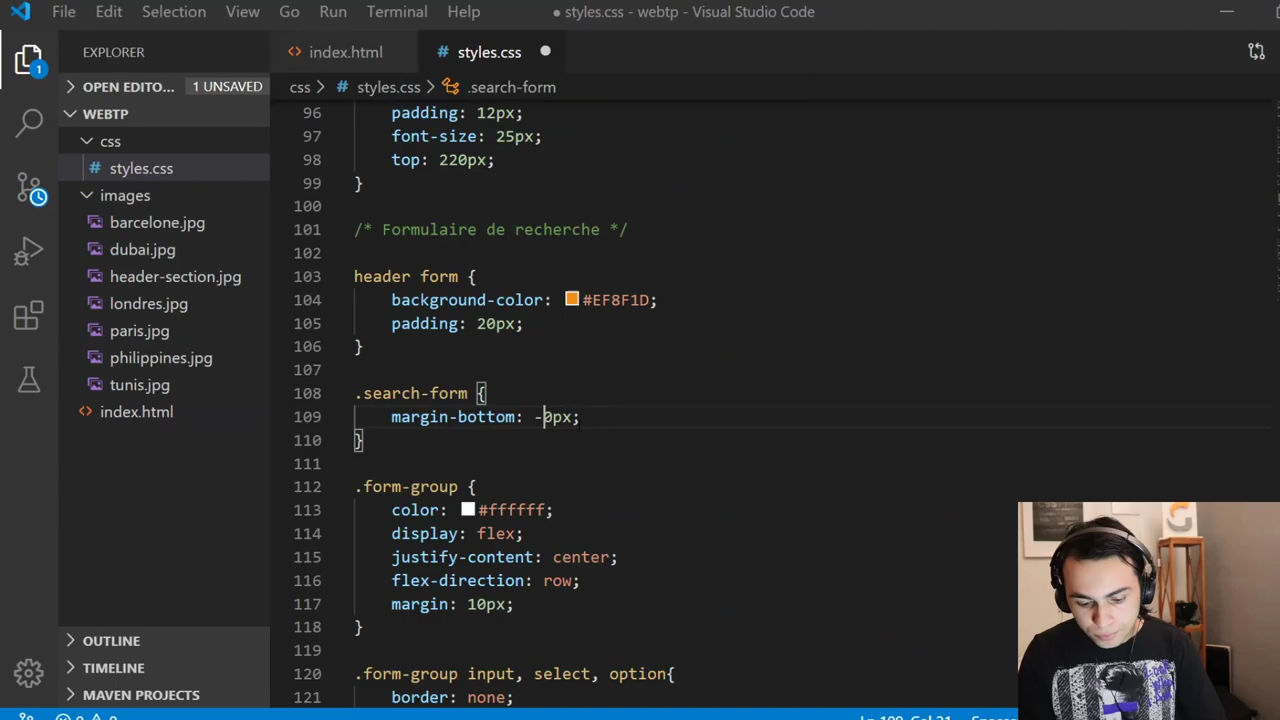 File Edit Selection View Go Run Terminal Help ● styles.css - webtp - Visual Studio Code
EXPLORER
<> index.html
# styles.css ●
1
OPEN EDITO... 1 UNSAVED
css > # styles.css > .search-form
WEBTP
css
# styles.css
images
barcelone.jpg
dubai.jpg
header-section.jpg
londres.jpg
paris.jpg
philippines.jpg
tunis.jpg
<> index.html
OUTLINE
TIMELINE
MAVEN PROJECTS
96 padding: 12px;
97 font-size: 25px;
98 top: 220px;
99 }
100
101 /* Formulaire de recherche */
102
103 header form {
104 background-color: #EF8F1D;
105 padding: 20px;
106 }
107
108 .search-form {
109 margin-bottom: -0px;
110 }
111
112 .form-group {
113 color: #ffffff;
114 display: flex;
115 justify-content: center;
116 flex-direction: row;
117 margin: 10px;
118 }
119
120 .form-group input, select, option{
121 border: none;